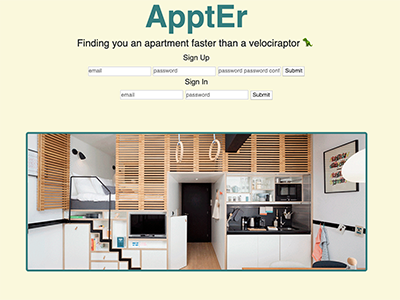 ApptEr
Finding you an apartment faster than a velociraptor 🦖
Sign Up
email password password conf Submit
Sign In
email password Submit